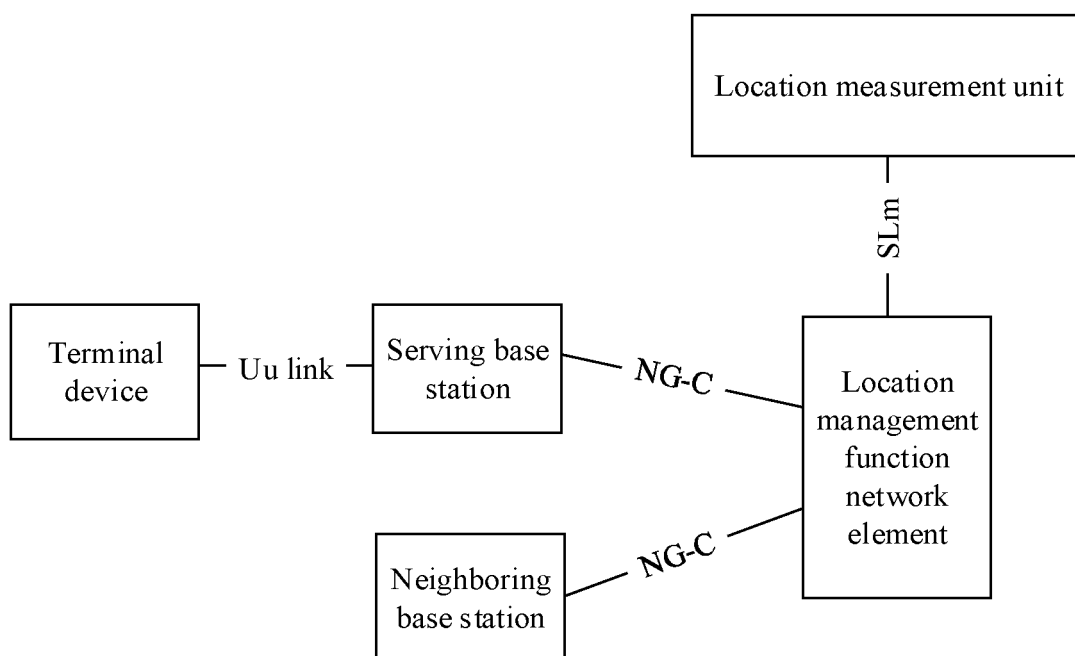 Location measurement unit
SLm
Terminal
device
Uu link
Serving base
station
NG-C
Location
management
function
network
element
NG-C
Neighboring
base station